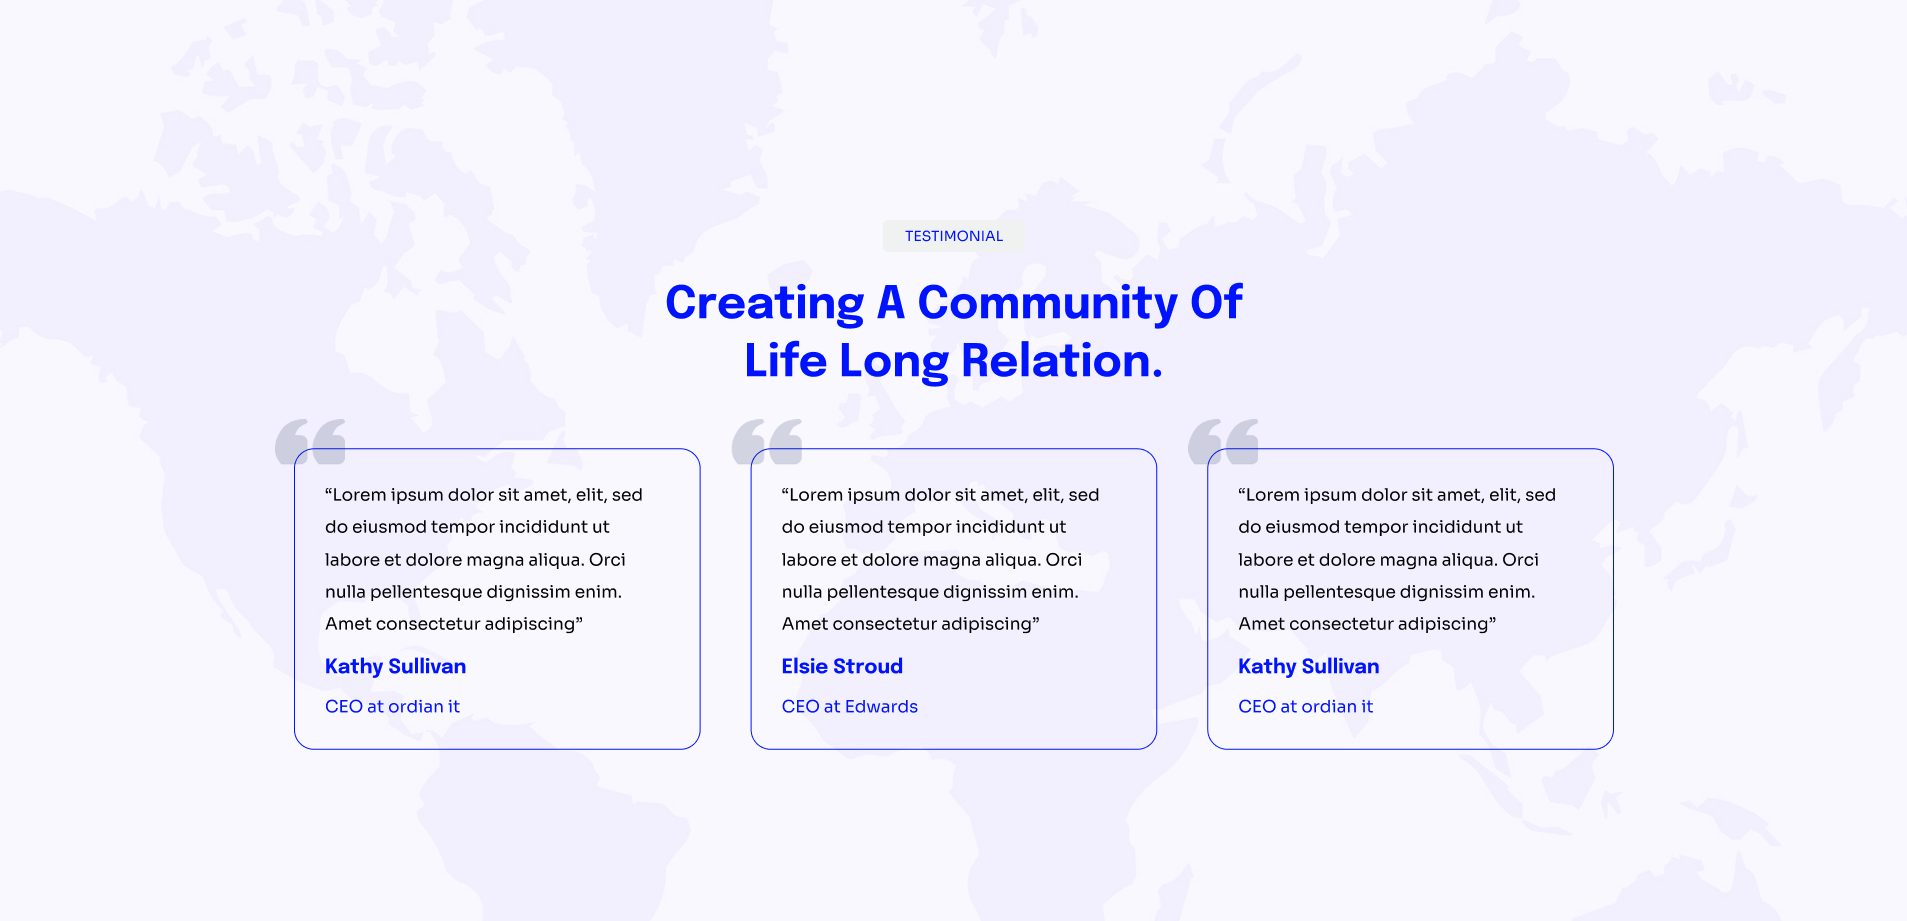 TESTIMONIAL
Creating A Community Of
Life Long Relation.
“Lorem ipsum dolor sit amet, elit, sed
do eiusmod tempor incididunt ut
labore et dolore magna aliqua. Orci
nulla pellentesque dignissim enim.
Amet consectetur adipiscing”
Kathy Sullivan
CEO at ordian it
“Lorem ipsum dolor sit amet, elit, sed
do eiusmod tempor incididunt ut
labore et dolore magna aliqua. Orci
nulla pellentesque dignissim enim.
Amet consectetur adipiscing”
Elsie Stroud
CEO at Edwards
“Lorem ipsum dolor sit amet, elit, sed
do eiusmod tempor incididunt ut
labore et dolore magna aliqua. Orci
nulla pellentesque dignissim enim.
Amet consectetur adipiscing”
Kathy Sullivan
CEO at ordian it